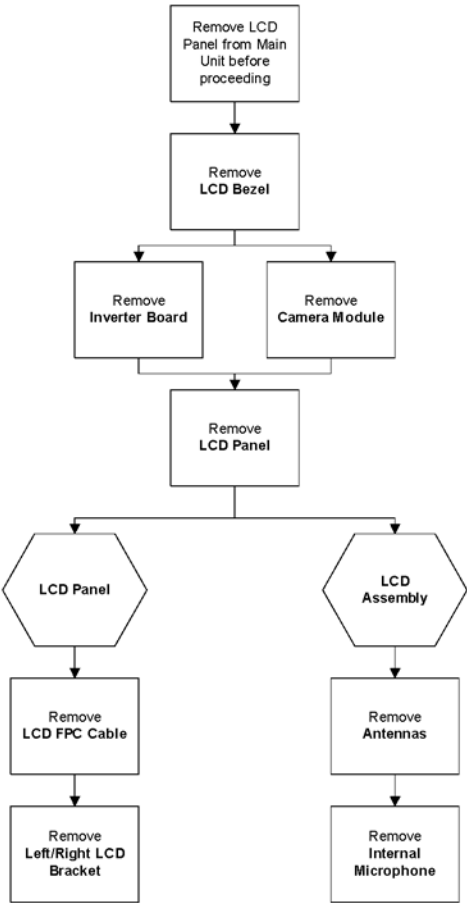 Remove LCD
Panel from Main
Unit before
proceeding
Remove
LCD Bezel
Remove
Inverter Board
Remove
Camera Module
Remove
LCD Panel
LCD Panel
LCD
Assembly
Remove
LCD FPC Cable
Remove
Antennas
Remove
Left/Right LCD
Bracket
Remove
Internal
Microphone